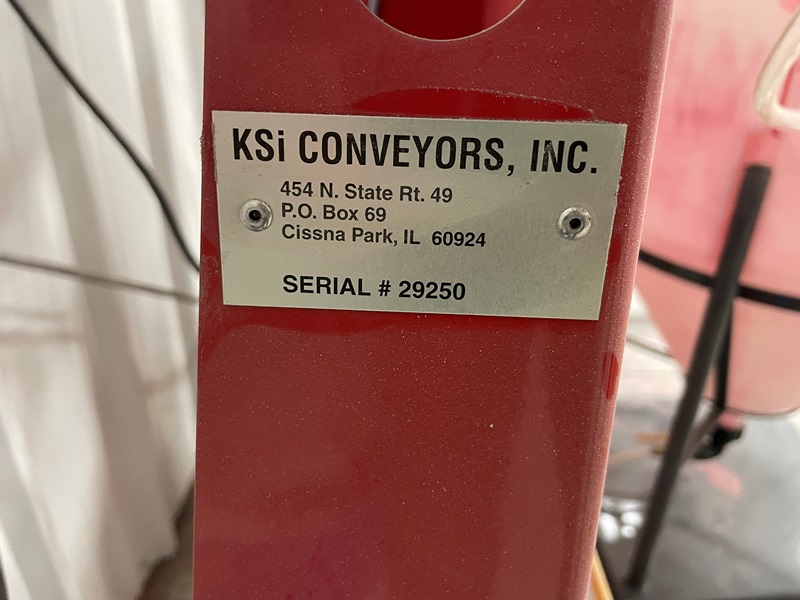 KSi CONVEYORS, INC.
454 N. State Rt. 49
P.O. Box 69
Cissna Park, IL 60924
SERIAL # 29250